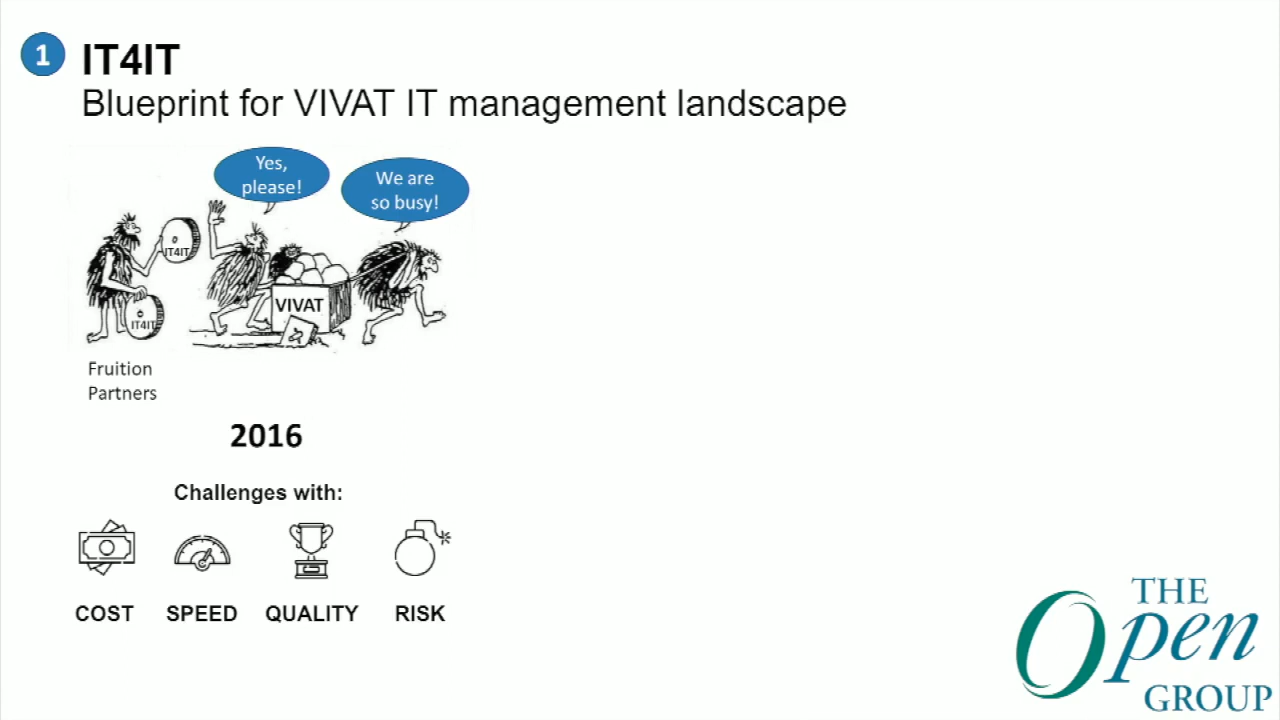 1
IT4IT
Blueprint for VIVAT IT management landscape
Yes,
please!
We are
so busy!
IT4IT
IT4IT
VIVAT
Fruition
Partners
2016
Challenges with:
COST SPEED QUALITY RISK
THE
Open
GROUP